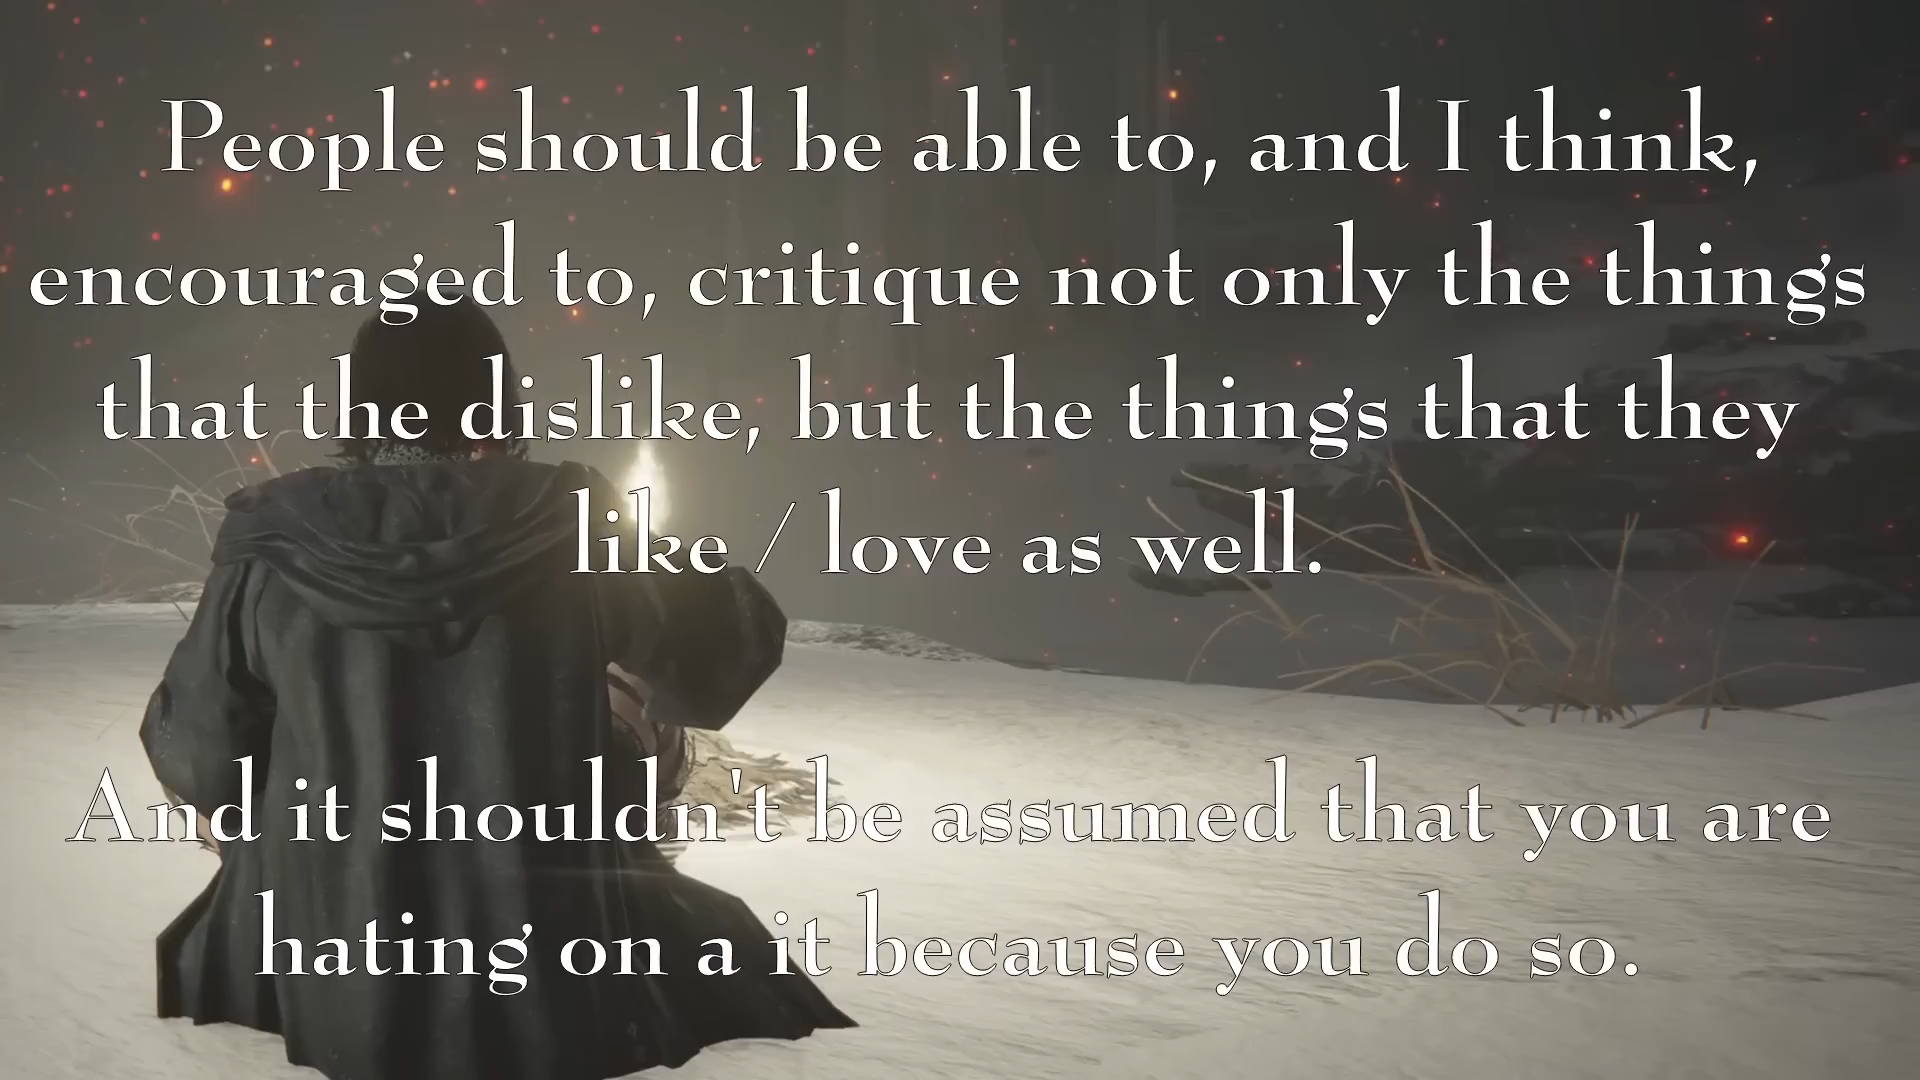 People should be able to, and I think,
encouraged to, critique not only the things
that the dislike, but the things that they
like / love as well.
And it shouldn't be assumed that you are
hating on a it because you do so.